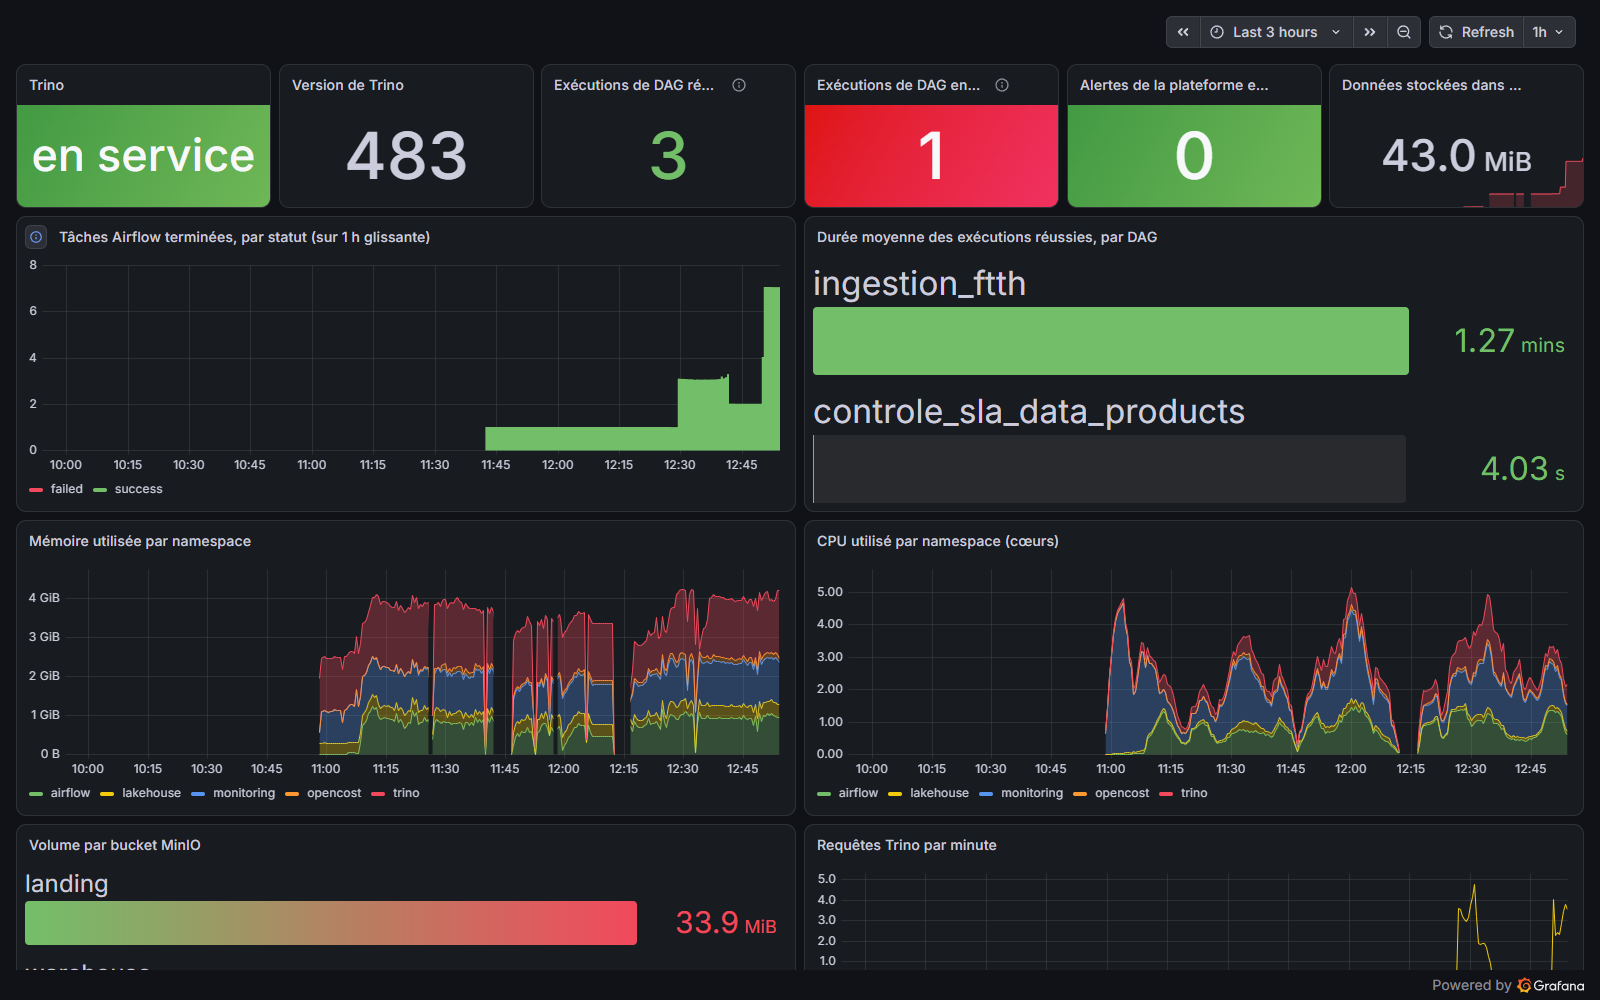 Last 3 hours
Refresh
1h
Trino
en service
Version de Trino
483
Exécutions de DAG ré...
3
Exécutions de DAG en...
1
Alertes de la plateforme e...
0
Données stockées dans ...
43.0 MiB
Tâches Airflow terminées, par statut (sur 1 h glissante)
8
6
4
2
0
10:00 10:15 10:30 10:45 11:00 11:15 11:30 11:45 12:00 12:15 12:30 12:45
failed success
Durée moyenne des exécutions réussies, par DAG
ingestion_ftth
1.27 mins
controle_sla_data_products
4.03 s
Mémoire utilisée par namespace
4 GiB
3 GiB
2 GiB
1 GiB
0 B
10:00 10:15 10:30 10:45 11:00 11:15 11:30 11:45 12:00 12:15 12:30 12:45
airflow lakehouse monitoring opencost trino
CPU utilisé par namespace (cœurs)
5.00
4.00
3.00
2.00
1.00
0.00
10:00 10:15 10:30 10:45 11:00 11:15 11:30 11:45 12:00 12:15 12:30 12:45
airflow lakehouse monitoring opencost trino
Volume par bucket MinIO
landing
33.9 MiB
Requêtes Trino par minute
5.0
4.0
3.0
2.0
1.0
Powered by Grafana